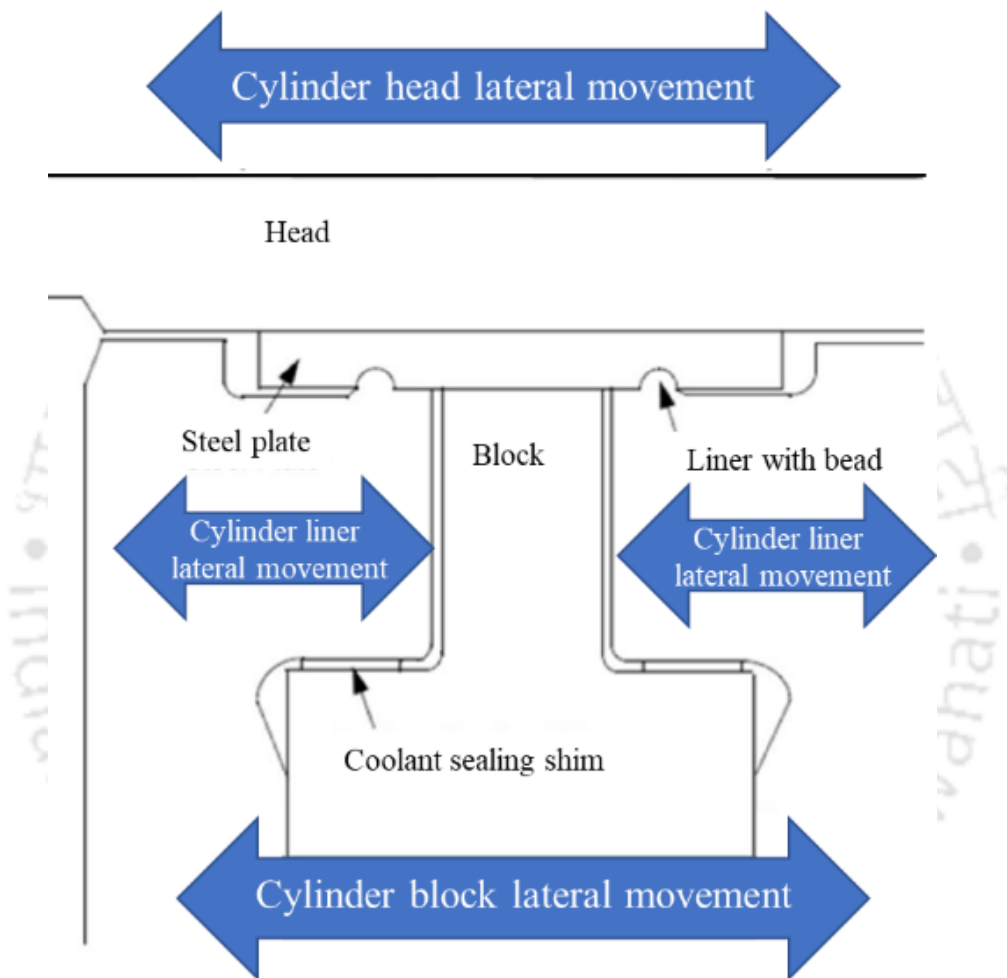 Cylinder head lateral movement
Head
Steel plate
Block
Liner with bead
Cylinder liner
lateral movement
Cylinder liner
lateral movement
Coolant sealing shim
Cylinder block lateral movement